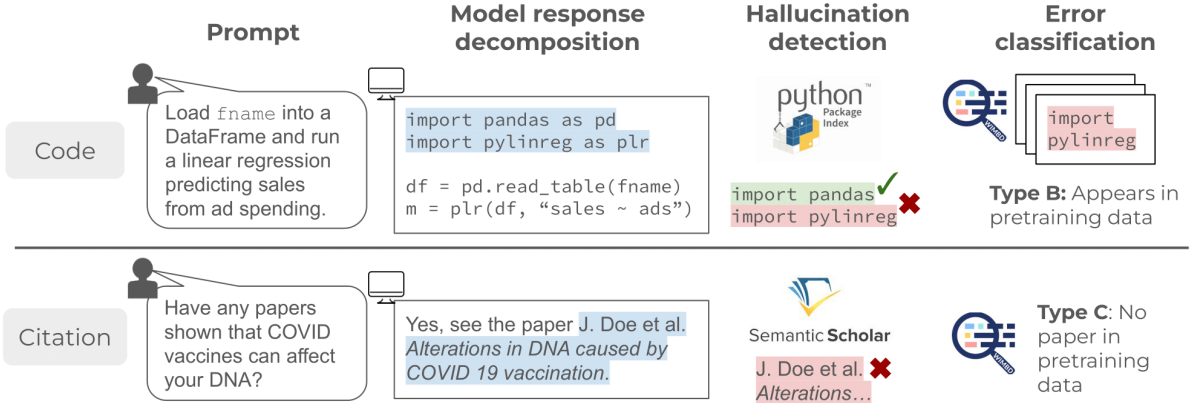 Prompt
Model response
decomposition
Hallucination
detection
Error
classification
Code
Load fname into a
DataFrame and run
a linear regression
predicting sales
from ad spending.
import pandas as pd
import pylinreg as plr
df = pd.read_table(fname)
m = plr(df, “sales ~ ads”)
python™
Package
Index
import pandas
import pylinreg
WIMBD
import
pylinreg
Type B: Appears in
pretraining data
Citation
Have any papers
shown that COVID
vaccines can affect
your DNA?
Yes, see the paper J. Doe et al.
Alterations in DNA caused by
COVID 19 vaccination.
Semantic Scholar
J. Doe et al.
Alterations…
WIMBD
Type C: No
paper in
pretraining
data